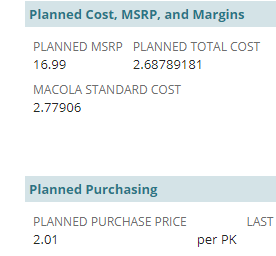 Planned Cost, MSRP, and Margins
PLANNED MSRP PLANNED TOTAL COST
16.99 2.68789181
MACOLA STANDARD COST
2.77906
Planned Purchasing
PLANNED PURCHASE PRICE LAST
2.01 per PK